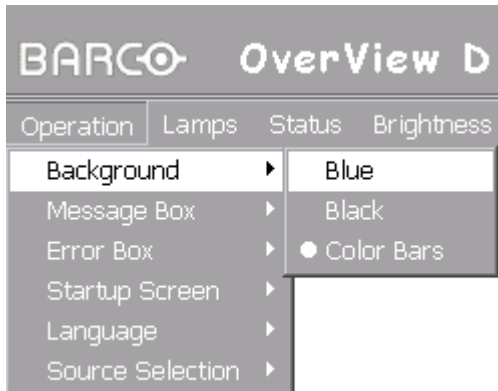 BARCO OverView D
Operation Lamps Status Brightness
Background Blue
Message Box Black
Error Box Color Bars
Startup Screen
Language
Source Selection